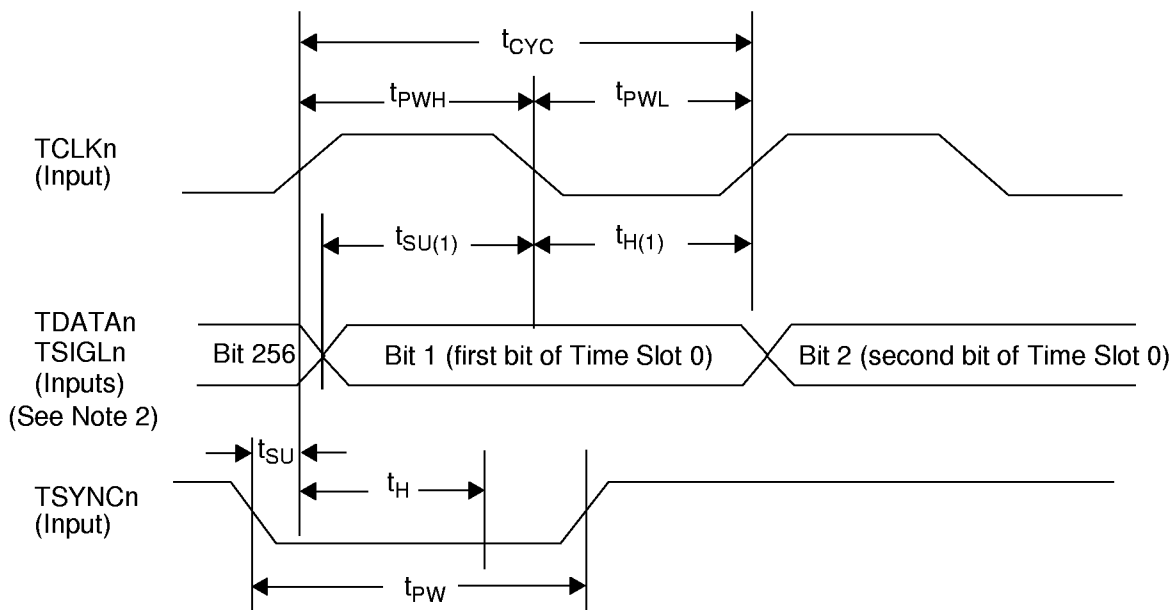 tCYC
tPWH
tPWL
TCLKn
(Input)
tSU(1)
tH(1)
TDATAn
TSIGLn
(Inputs)
(See Note 2)
Bit 256
Bit 1 (first bit of Time Slot 0)
Bit 2 (second bit of Time Slot 0)
tSU
tH
TSYNCn
(Input)
tPW